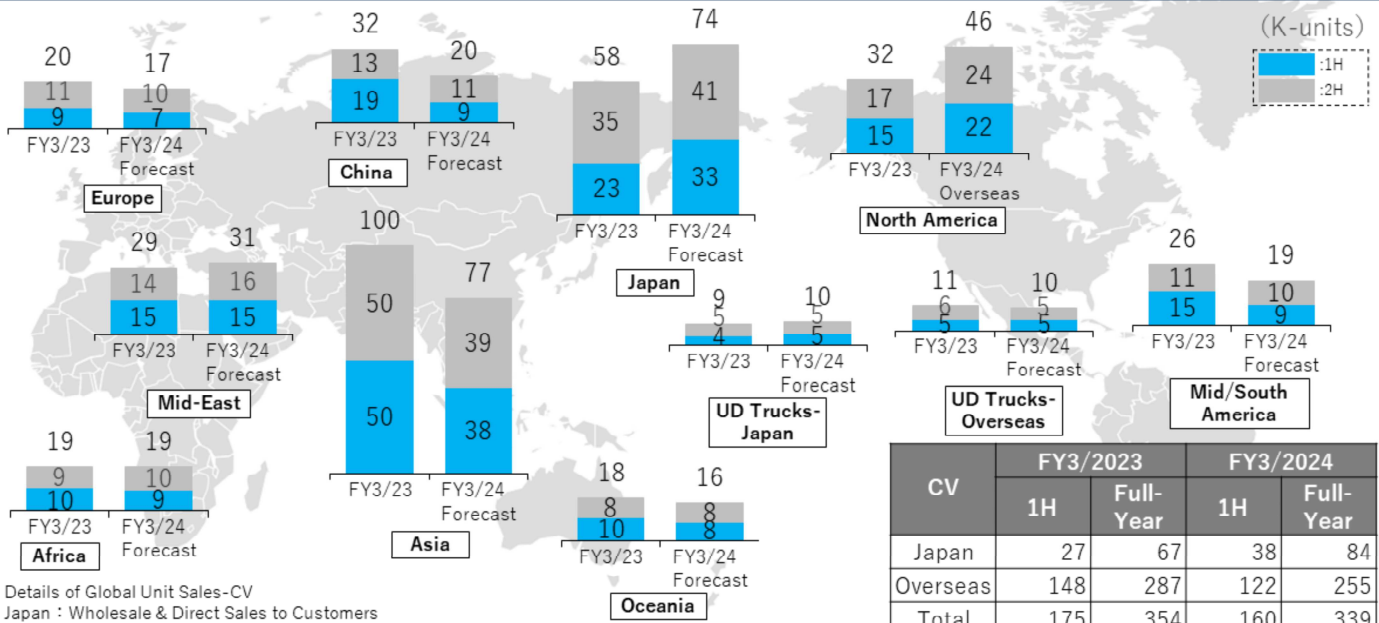 (K-units)
:1H
:2H
20
11
9
FY3/23
17
10
7
FY3/24
Forecast
Europe
32
13
19
FY3/23
20
11
9
FY3/24
Forecast
China
58
35
23
FY3/23
74
41
33
FY3/24
Forecast
Japan
32
17
15
FY3/23
46
24
22
FY3/24
Overseas
North America
29
14
15
FY3/23
31
16
15
FY3/24
Forecast
Mid-East
100
50
50
FY3/23
77
39
38
FY3/24
Forecast
Asia
9
5
4
FY3/23
10
5
5
FY3/24
Forecast
UD Trucks-
Japan
11
6
5
FY3/23
10
5
5
FY3/24
Forecast
UD Trucks-
Overseas
26
11
15
FY3/23
19
10
9
FY3/24
Forecast
Mid/South
America
19
9
10
FY3/23
19
10
9
FY3/24
Forecast
Africa
18
8
10
FY3/23
16
8
8
FY3/24
Forecast
Oceania
CV FY3/2023 FY3/2024
1H Full-Year 1H Full-Year
Japan 27 67 38 84
Overseas 148 287 122 255
Total 175 354 160 339
Details of Global Unit Sales-CV
Japan : Wholesale & Direct Sales to Customers